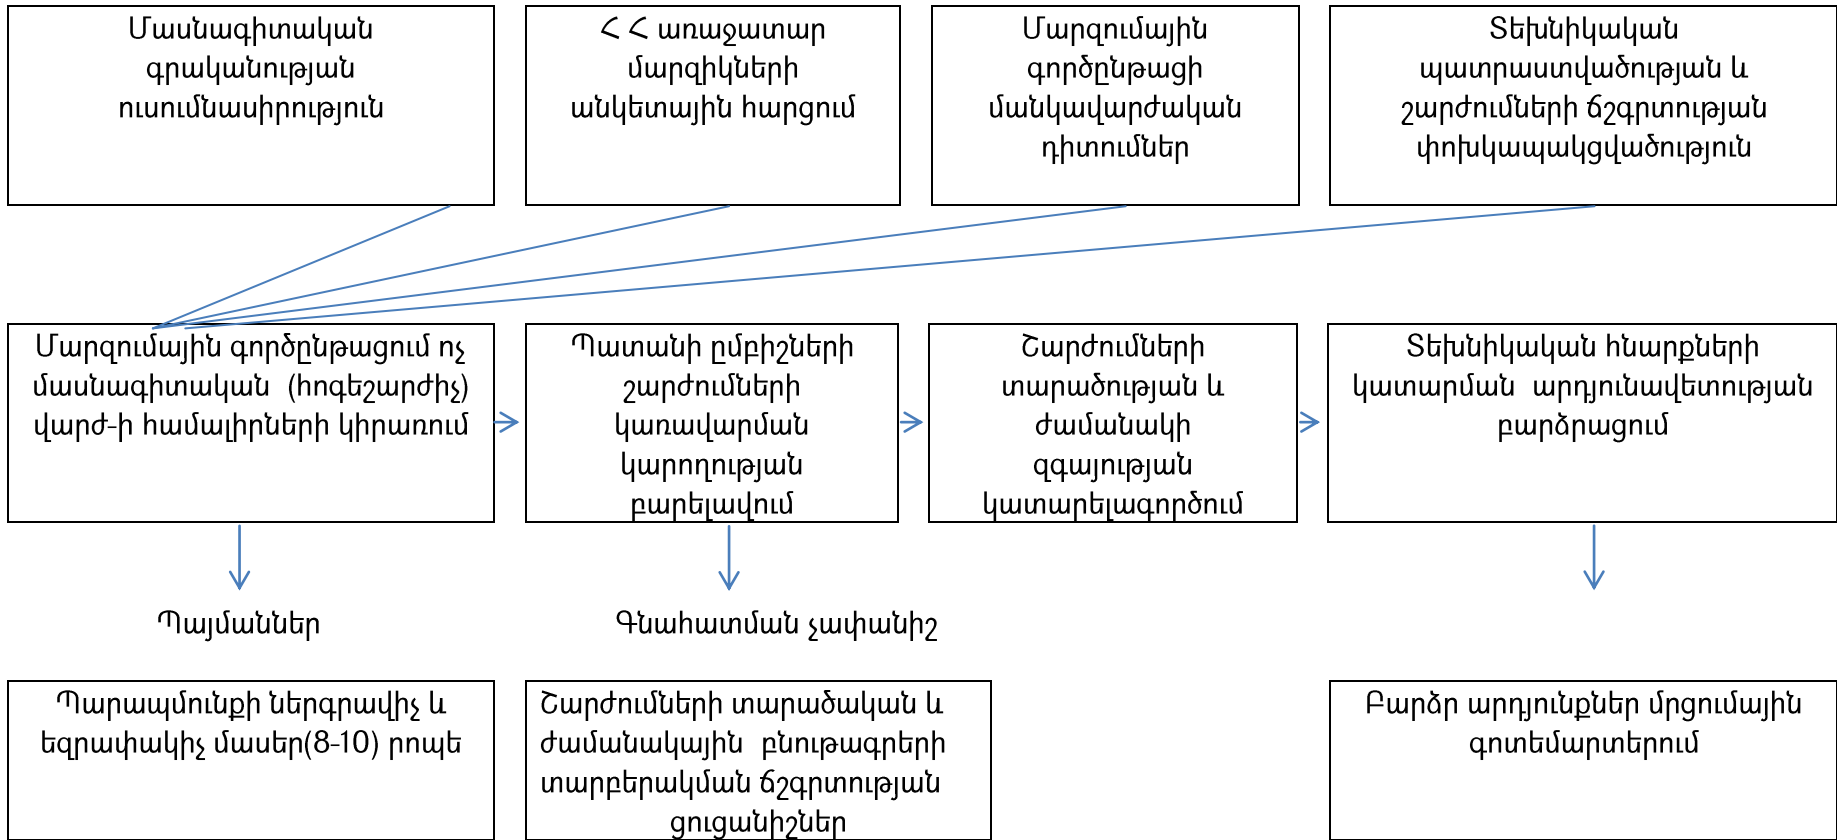 Մասնագիտական
գրականության
ուսումնասիրություն
ՀՀ առաջատար
մարզիկների
անկետային հարցում
Մարզումային
գործընթացի
մանկավարժական
դիտումներ
Տեխնիկական
պատրաստվածության և
շարժումների ճշգրտության
փոխկապակցվածություն
Մարզումային գործընթացում ոչ
մասնագիտական (հոգեշարժիչ)
վարժ-ի համալիրների կիրառում
Պատանի ըմբիշների
շարժումների
կառավարման
կարողության
բարելավում
Շարժումների
տարածության և
ժամանակի
զգայության
կատարելագործում
Տեխնիկական հնարքների
կատարման արդյունավետության
բարձրացում
Պայմաններ
Գնահատման չափանիշ
Պարապմունքի ներգրավիչ և
եզրափակիչ մասեր(8-10) րոպե
Շարժումների տարածական և
ժամանակային բնութագրերի
տարբերակման ճշգրտության
ցուցանիշներ
Բարձր արդյունքներ մրցումային
գոտեմարտերում